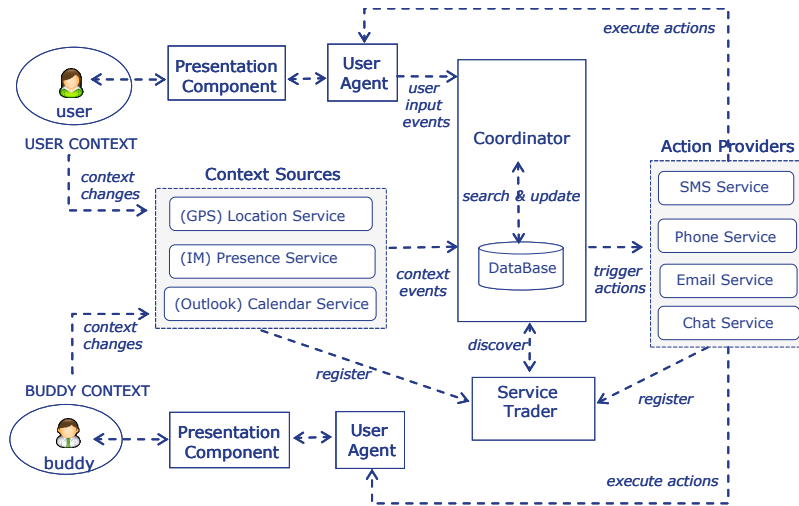 execute actions
Presentation
Component
User
Agent
user
input
events
user
USER CONTEXT
context
changes
Context Sources
(GPS) Location Service
(IM) Presence Service
(Outlook) Calendar Service
context
events
Coordinator
search & update
DataBase
trigger
actions
Action Providers
SMS Service
Phone Service
Email Service
Chat Service
context
changes
discover
register
register
Service
Trader
BUDDY CONTEXT
buddy
Presentation
Component
User
Agent
execute actions